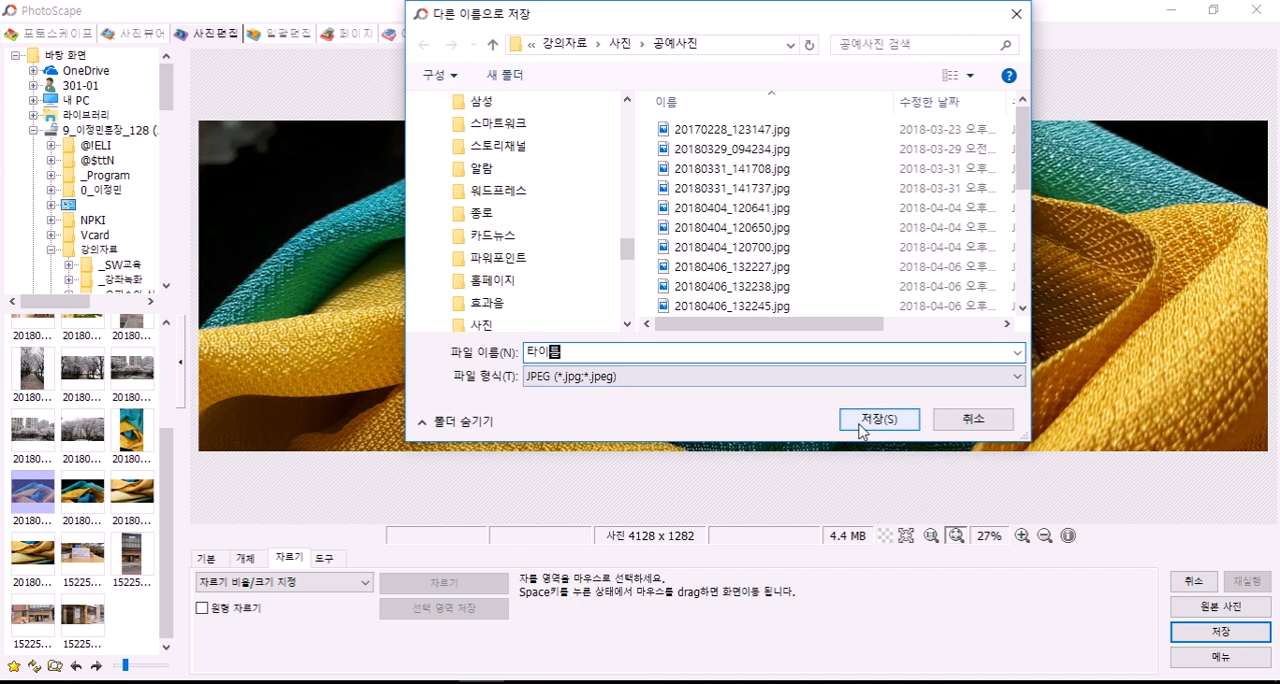 PhotoScape
포토스케이프 사진뷰어 사진편집 일괄편집 페이지
바탕 화면
OneDrive
301-01
내 PC
라이브러리
9_이정민훈장_128 (
@!ELI
@$ttN
_Program
0_이정민
NPKI
Vcard
강의자료
_SW교육
_강좌녹화
20180... 20180... 20180...
20180... 20180... 20180...
20180... 20180... 20180...
20180... 20180... 20180...
20180... 15225... 15225...
15225... 15225...
다른 이름으로 저장
« 강의자료 › 사진 › 공예사진
공예사진 검색
구성 새 폴더
삼성
스마트워크
스토리채널
알람
워드프레스
종로
카드뉴스
파워포인트
홈페이지
효과음
사진
이름 수정한 날짜
20170228_123147.jpg 2018-03-23 오후...
20180329_094234.jpg 2018-03-29 오전...
20180331_141708.jpg 2018-03-31 오후...
20180331_141737.jpg 2018-03-31 오후...
20180404_120641.jpg 2018-04-04 오후...
20180404_120650.jpg 2018-04-04 오후...
20180404_120700.jpg 2018-04-04 오후...
20180406_132227.jpg 2018-04-06 오후...
20180406_132238.jpg 2018-04-06 오후...
20180406_132245.jpg 2018-04-06 오후...
파일 이름(N): 타이틀
파일 형식(T): JPEG (*.jpg;*.jpeg)
폴더 숨기기
저장(S) 취소
사진 4128 x 1282 4.4 MB 27%
기본 개체 자르기 도구
자르기 비율/크기 지정
자르기
원형 자르기
선택 영역 저장
자를 영역을 마우스로 선택하세요.
Space키를 누른 상태에서 마우스를 drag하면 화면이동 됩니다.
취소 재실행
원본 사진
저장
메뉴